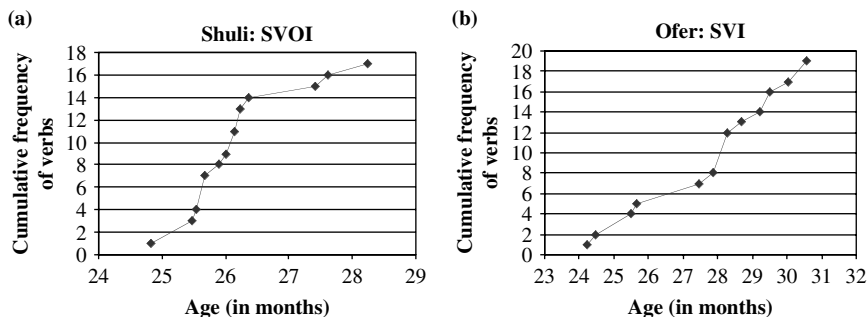 (a)
Shuli: SVOI
Cumulative frequency
of verbs
18
16
14
12
10
8
6
4
2
0
24 25 26 27 28 29
Age (in months)
(b)
Ofer: SVI
Cumulative frequency
of verbs
20
18
16
14
12
10
8
6
4
2
0
23 24 25 26 27 28 29 30 31 32
Age (in months)